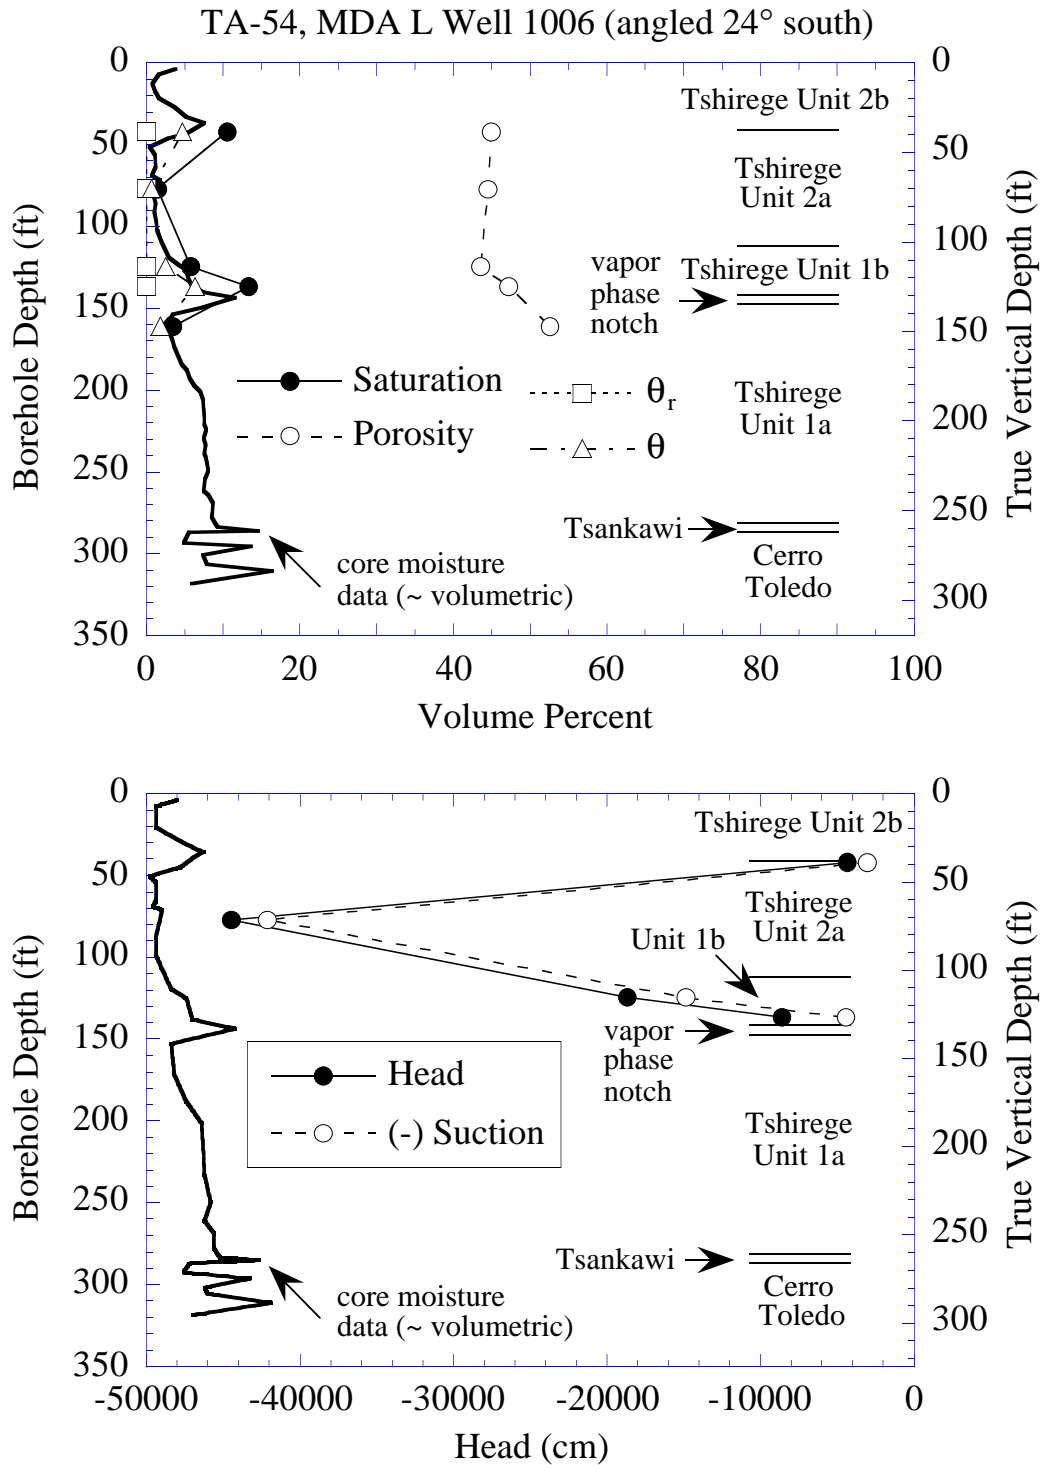 TA-54, MDA L Well 1006 (angled 24° south)
0
50
100
150
200
250
300
350
Borehole Depth (ft)
0
50
100
150
200
250
300
True Vertical Depth (ft)
Tshirege Unit 2b
Tshirege
Unit 2a
Tshirege Unit 1b
vapor
phase
notch
Tshirege
Unit 1a
Tsankawi
Cerro
Toledo
Saturation
Porosity
θr
θ
core moisture
data (~ volumetric)
0
20
40
60
80
100
Volume Percent
0
50
100
150
200
250
300
350
Borehole Depth (ft)
0
50
100
150
200
250
300
True Vertical Depth (ft)
Tshirege Unit 2b
Tshirege
Unit 2a
Unit 1b
vapor
phase
notch
Head
(-) Suction
Tshirege
Unit 1a
Tsankawi
Cerro
Toledo
core moisture
data (~ volumetric)
-50000
-40000
-30000
-20000
-10000
0
Head (cm)